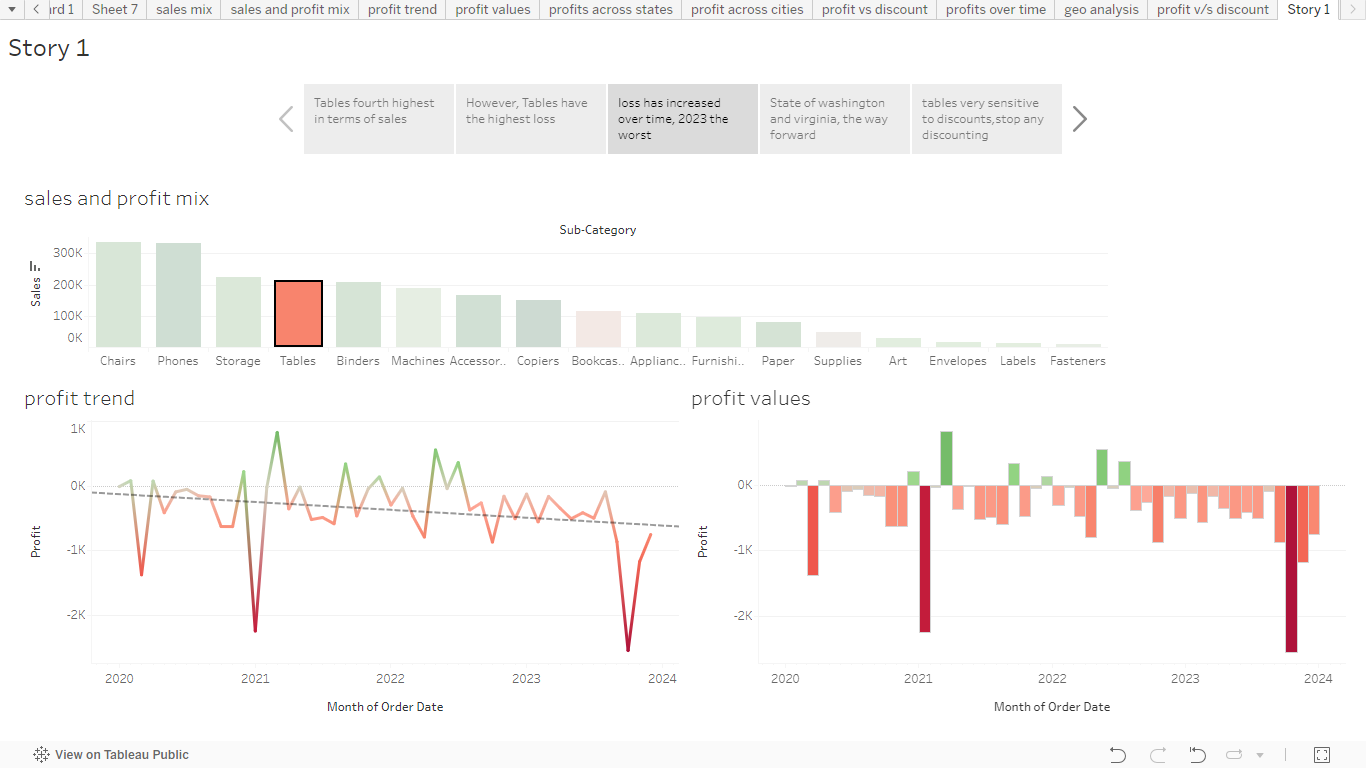 ard 1
Sheet 7
sales mix
sales and profit mix
profit trend
profit values
profits across states
profit across cities
profit vs discount
profits over time
geo analysis
profit v/s discount
Story 1
Story 1
Tables fourth highest
in terms of sales
However, Tables have
the highest loss
loss has increased
over time, 2023 the
worst
State of washington
and virginia, the way
forward
tables very sensitive
to discounts,stop any
discounting
sales and profit mix
Sub-Category
Sales
300K
200K
100K
0K
Chairs
Phones
Storage
Tables
Binders
Machines
Accessor..
Copiers
Bookcas..
Applianc..
Furnishi..
Paper
Supplies
Art
Envelopes
Labels
Fasteners
profit trend
Profit
1K
0K
-1K
-2K
2020
2021
2022
2023
2024
Month of Order Date
profit values
Profit
0K
-1K
-2K
2020
2021
2022
2023
2024
Month of Order Date
View on Tableau Public